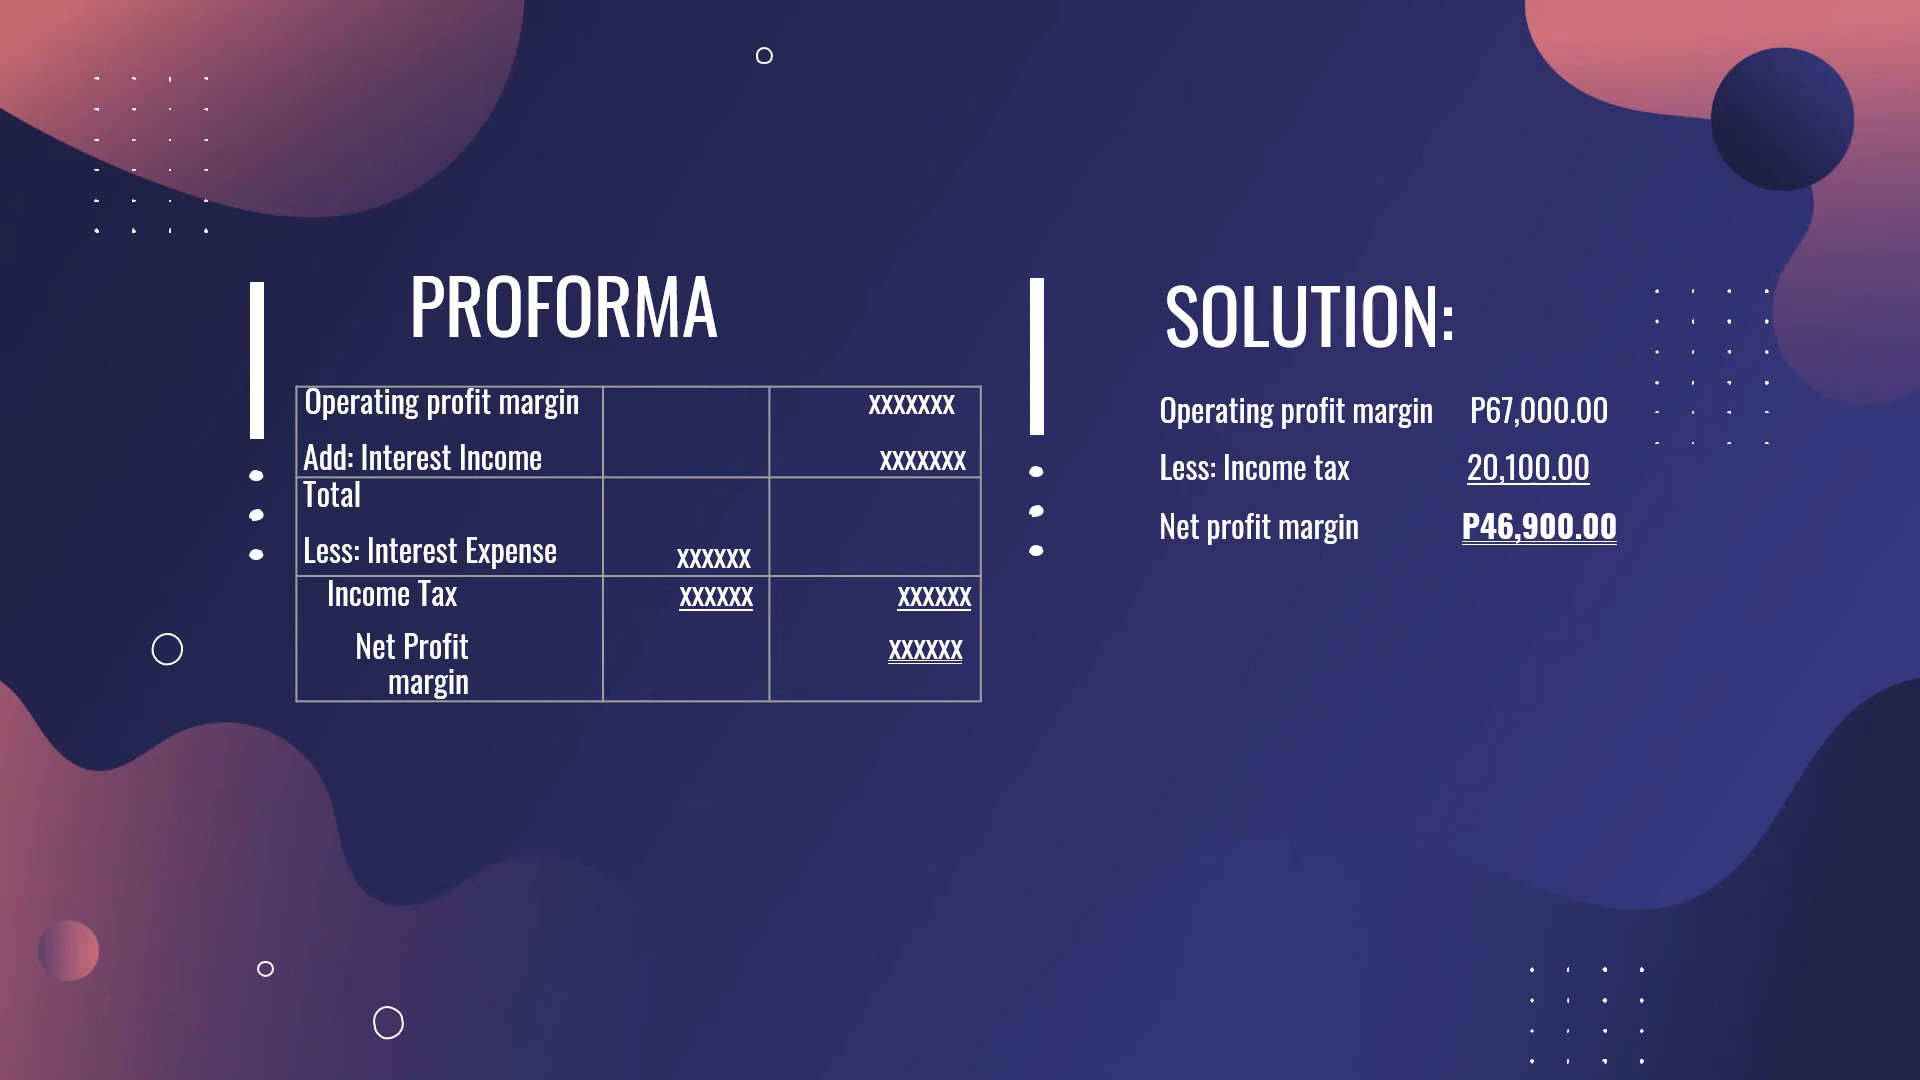 PROFORMA
Operating profit margin xxxxxxx
Add: Interest Income xxxxxxx
Total
Less: Interest Expense xxxxxx
Income Tax xxxxxx xxxxxx
Net Profit
margin xxxxxx
SOLUTION:
Operating profit margin P67,000.00
Less: Income tax 20,100.00
Net profit margin P46,900.00